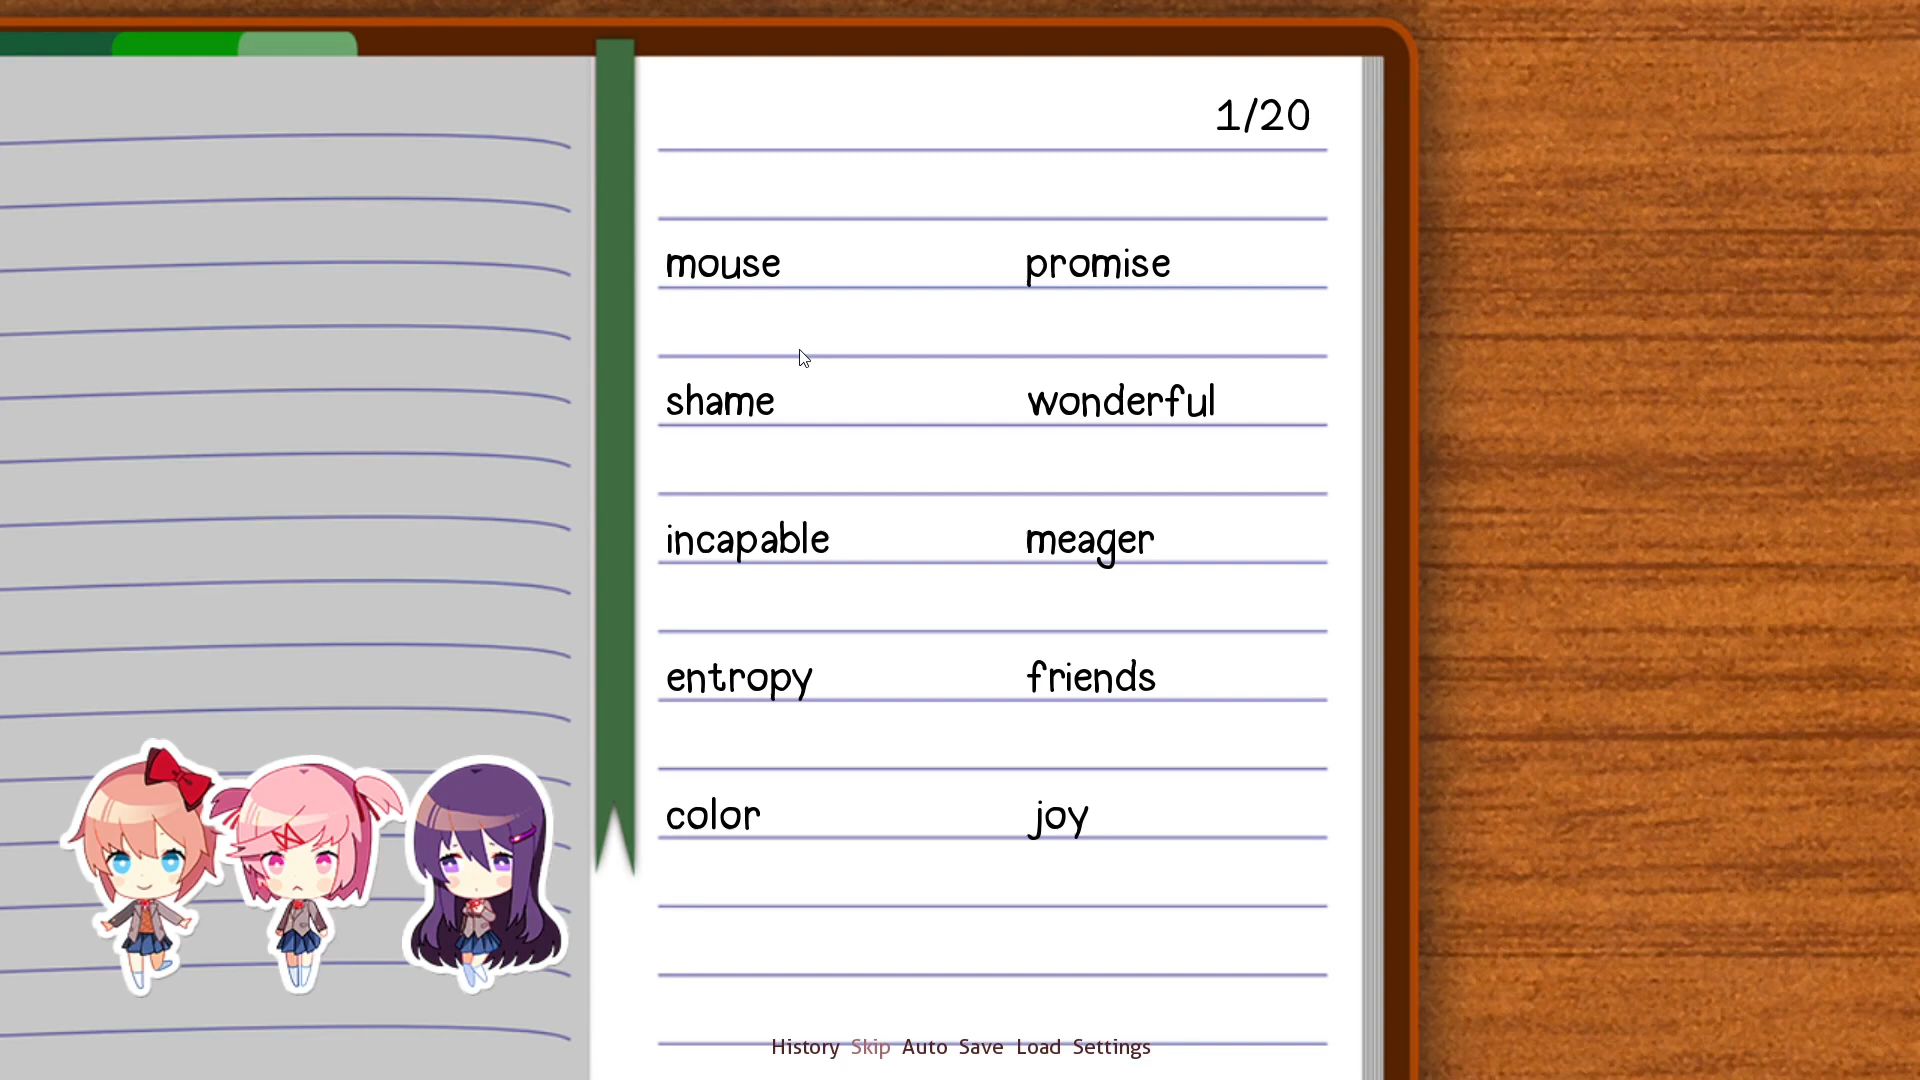 1/20
mouse promise
shame wonderful
incapable meager
entropy friends
color joy
History Skip Auto Save Load Settings